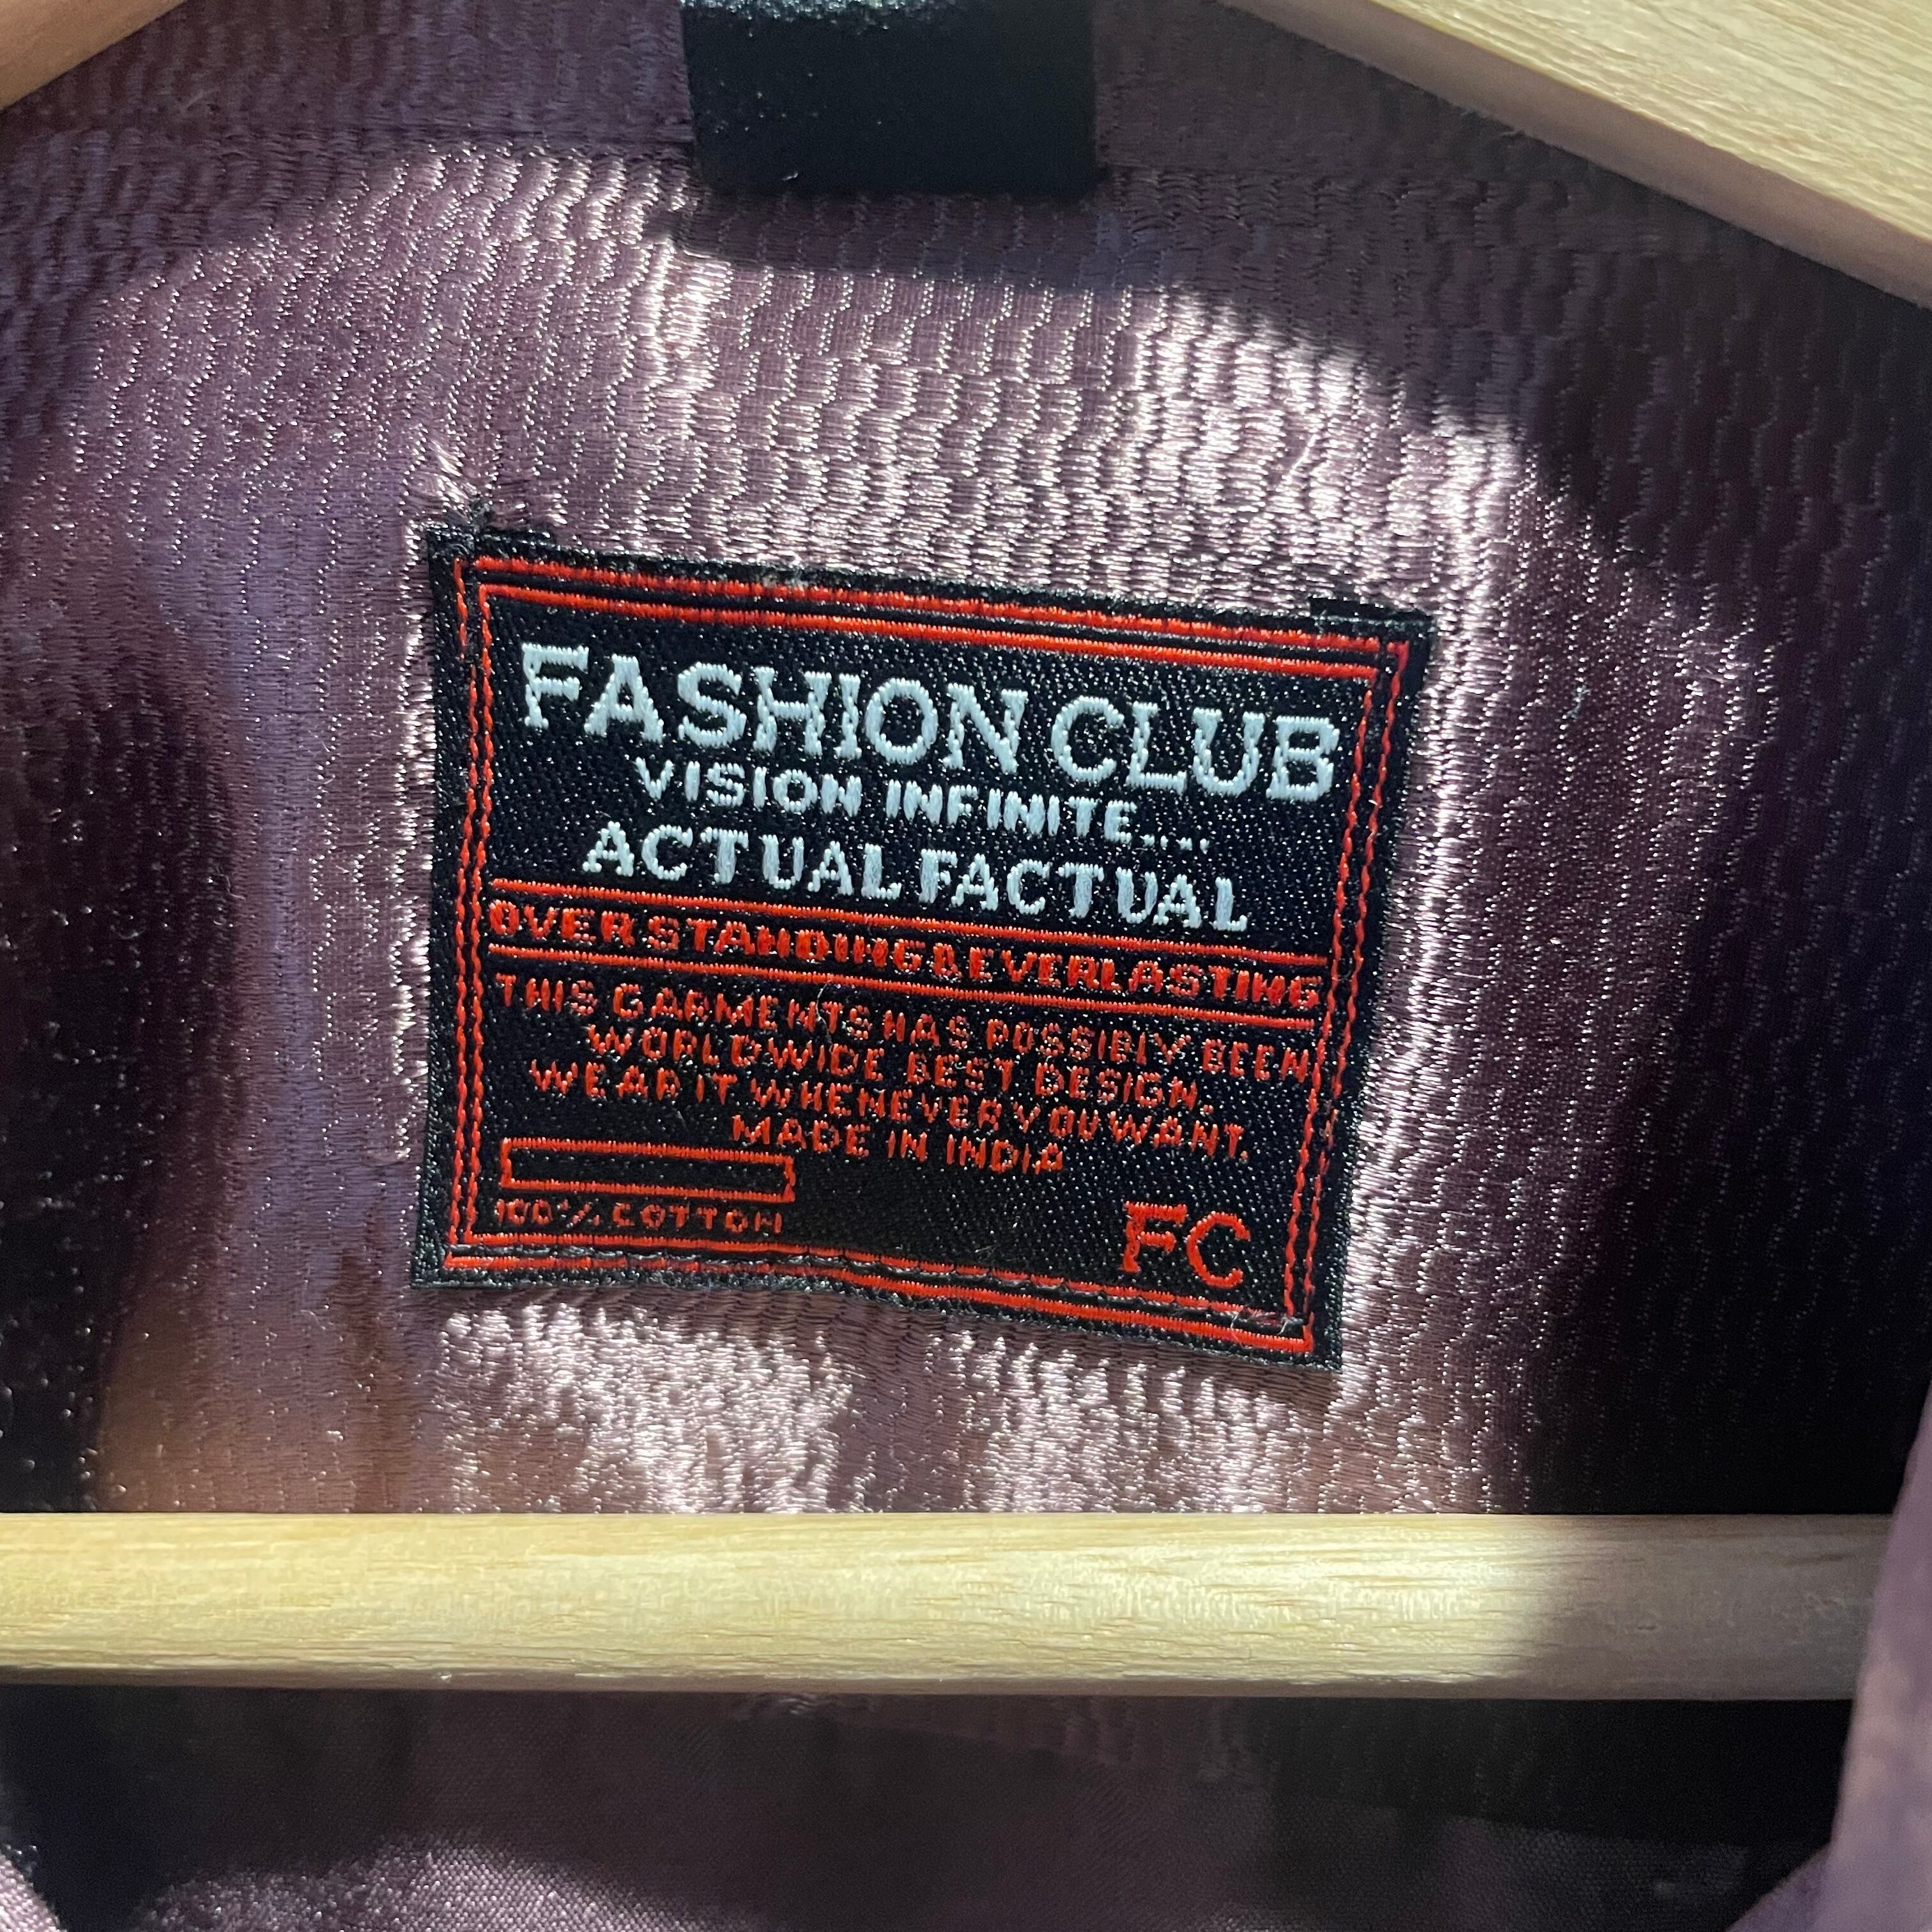 FASHION CLUB
VISION INFINITE.....
ACTUAL FACTUAL
OVER STANDING & EVERLASTING
THIS GARMENTS HAS POSSIBLY BEEN
WORLDWIDE BEST DESIGN.
WEAR IT WHENEVER YOU WANT.
MADE IN INDIA
100% COTTON
FC